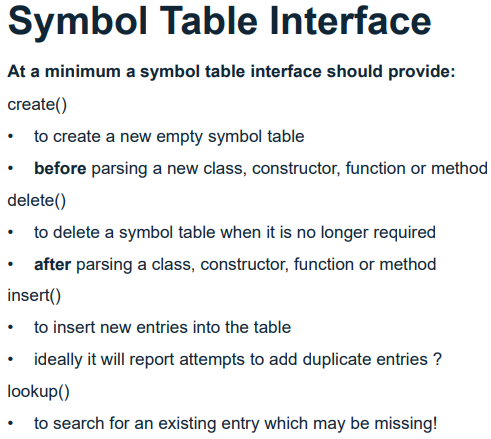 Symbol Table Interface
At a minimum a symbol table interface should provide:
create()
• to create a new empty symbol table
• before parsing a new class, constructor, function or method
delete()
• to delete a symbol table when it is no longer required
• after parsing a class, constructor, function or method
insert()
• to insert new entries into the table
• ideally it will report attempts to add duplicate entries ?
lookup()
• to search for an existing entry which may be missing!